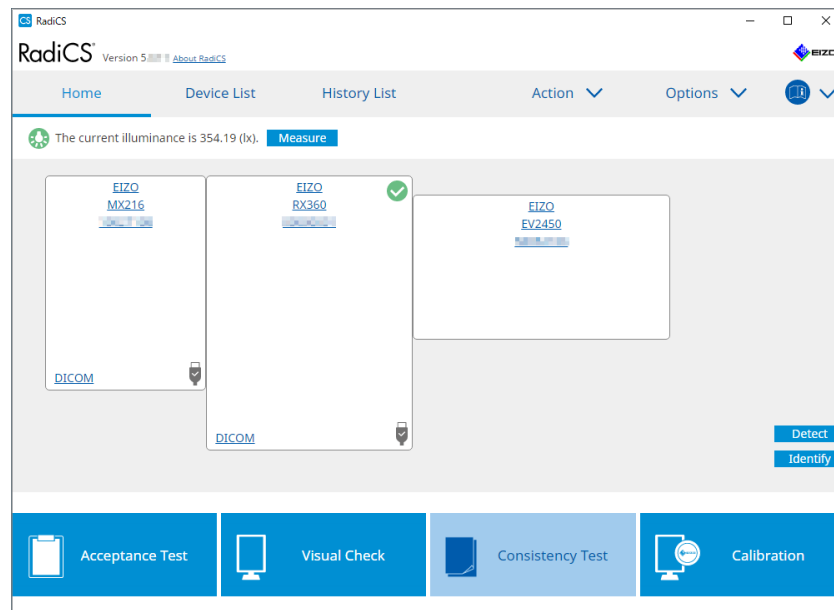 CS RadiCS
RadiCS® Version 5. About RadiCS
EIZO
Home Device List History List Action Options
The current illuminance is 354.19 (lx). Measure
EIZO
MX216
DICOM
EIZO
RX360
DICOM
EIZO
EV2450
Detect
Identify
Acceptance Test Visual Check Consistency Test Calibration